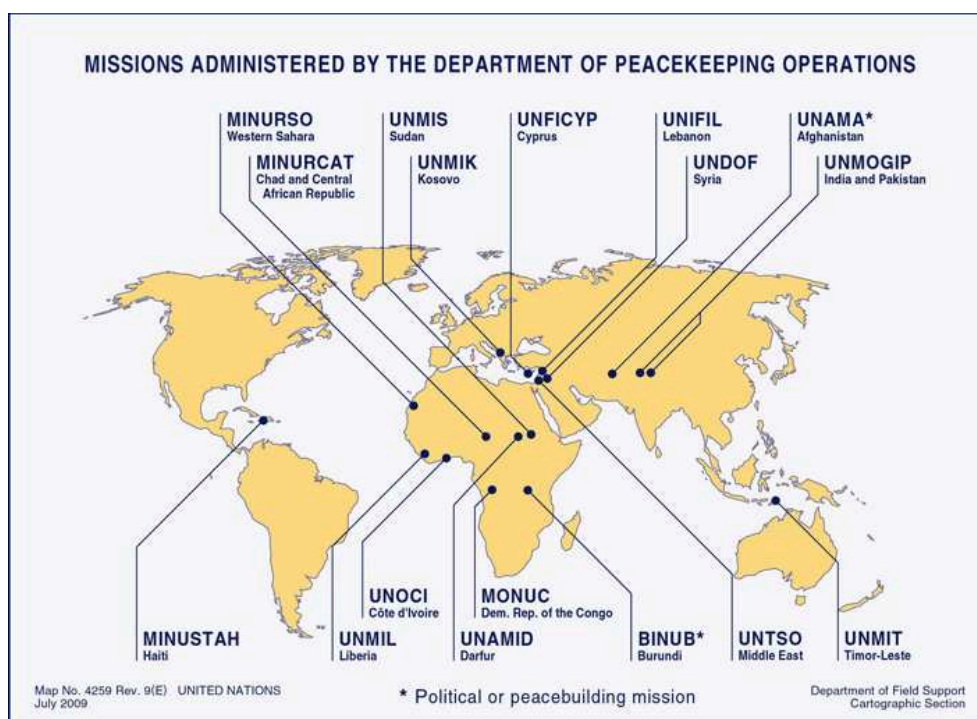 MISSIONS ADMINISTERED BY THE DEPARTMENT OF PEACEKEEPING OPERATIONS
MINURSO
Western Sahara
UNMIS
Sudan
UNFICYP
Cyprus
UNIFIL
Lebanon
UNAMA*
Afghanistan
MINURCAT
Chad and Central
African Republic
UNMIK
Kosovo
UNDOF
Syria
UNMOGIP
India and Pakistan
UNOCI
Côte d'Ivoire
MONUC
Dem. Rep. of the Congo
MINUSTAH
Haiti
UNMIL
Liberia
UNAMID
Darfur
BINUB*
Burundi
UNTSO
Middle East
UNMIT
Timor-Leste
Map No. 4259 Rev. 9(E) UNITED NATIONS
July 2009
* Political or peacebuilding mission
Department of Field Support
Cartographic Section